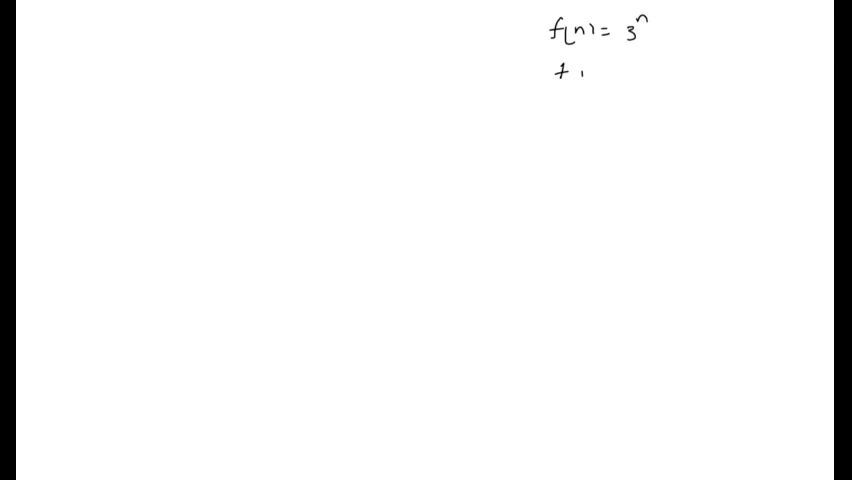 f(n) = 3^n
f